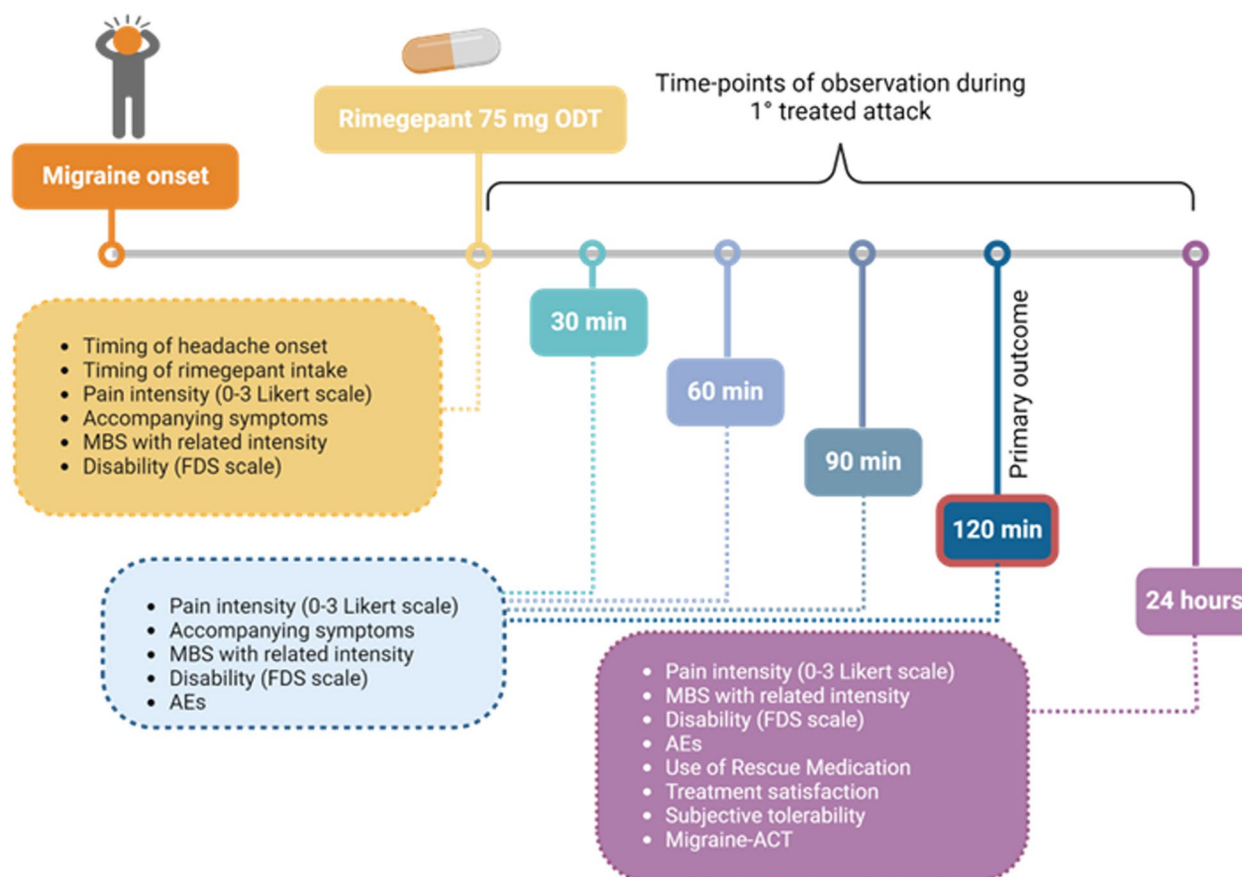 Time-points of observation during
1° treated attack
Rimegepant 75 mg ODT
Migraine onset
30 min
60 min
90 min
120 min
Primary outcome
24 hours
• Timing of headache onset
• Timing of rimegepant intake
• Pain intensity (0-3 Likert scale)
• Accompanying symptoms
• MBS with related intensity
• Disability (FDS scale)
• Pain intensity (0-3 Likert scale)
• Accompanying symptoms
• MBS with related intensity
• Disability (FDS scale)
• AEs
• Pain intensity (0-3 Likert scale)
• MBS with related intensity
• Disability (FDS scale)
• AEs
• Use of Rescue Medication
• Treatment satisfaction
• Subjective tolerability
• Migraine-ACT